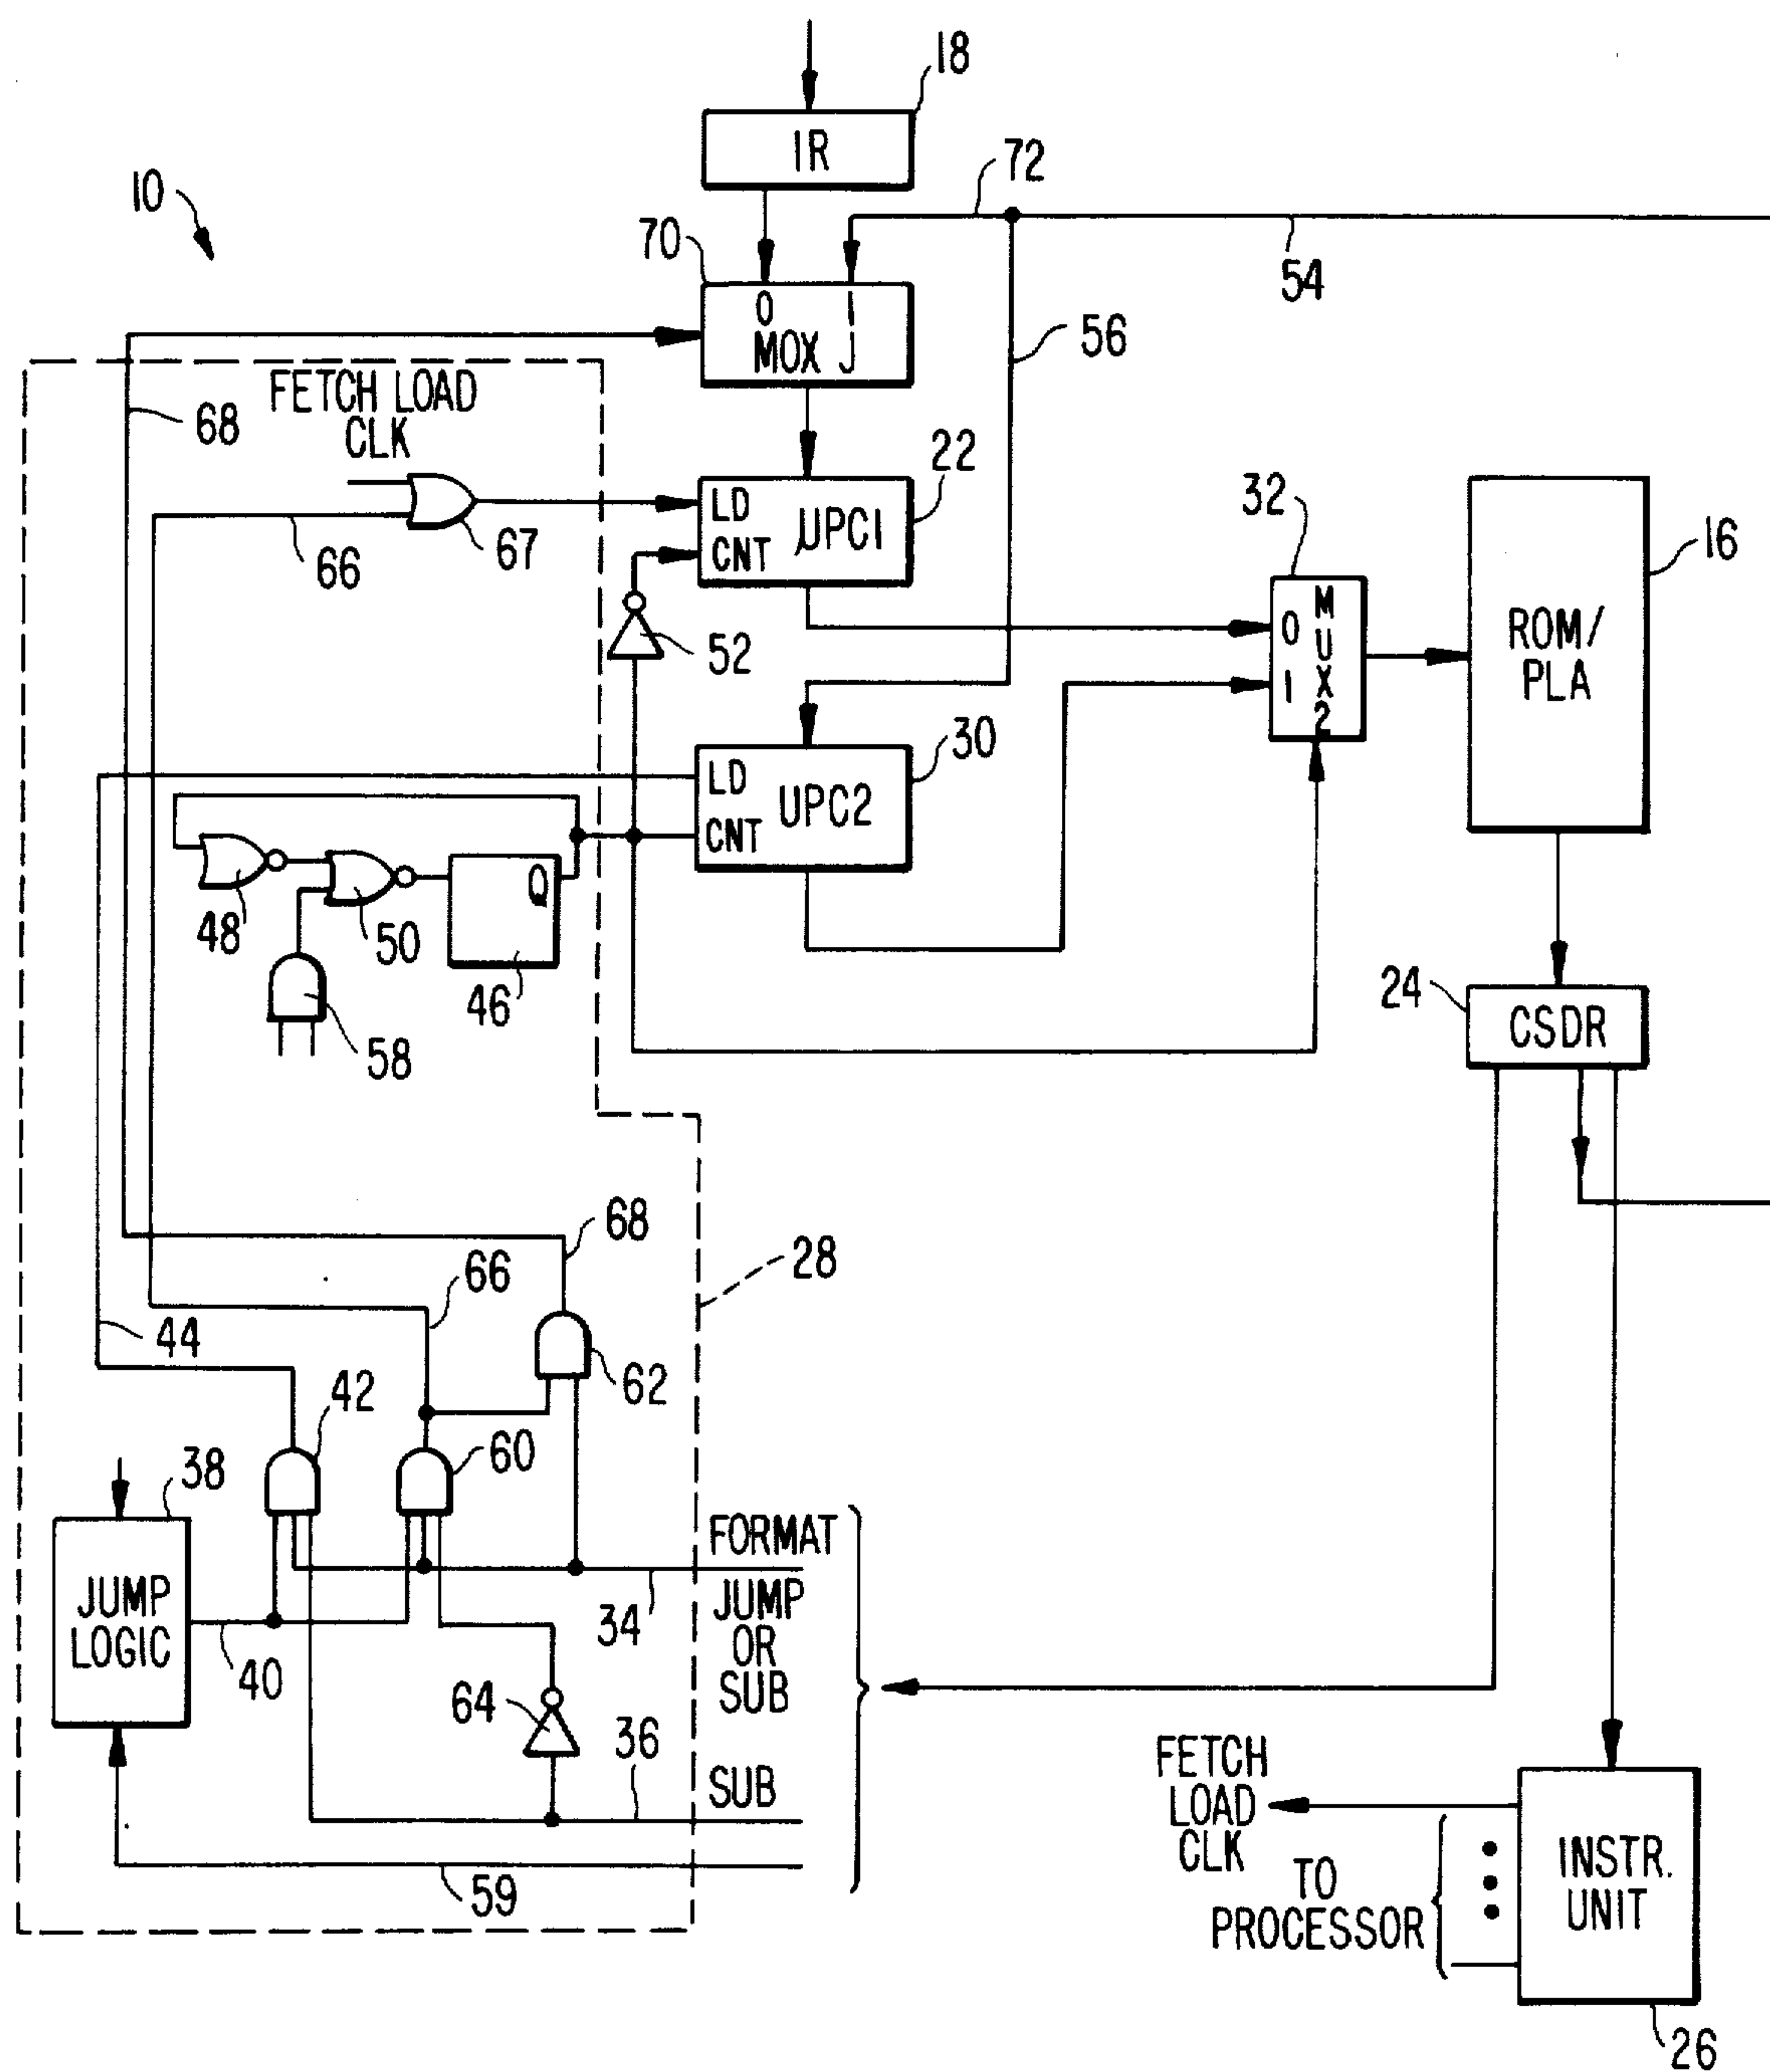 18
IR
10
72
70
54
0 1
MOX J
56
68
FETCH LOAD
CLK
22
LD
CNT
μPC1
66
67
32
16
0
1
MUX2
ROM/
PLA
52
30
LD
CNT
UPC2
48
50
Q
46
58
24
CSDR
68
66
28
44
42
62
60
38
JUMP
LOGIC
40
FORMAT
34
JUMP
OR
SUB
64
36
SUB
59
FETCH
LOAD
CLK
TO
PROCESSOR
INSTR.
UNIT
26